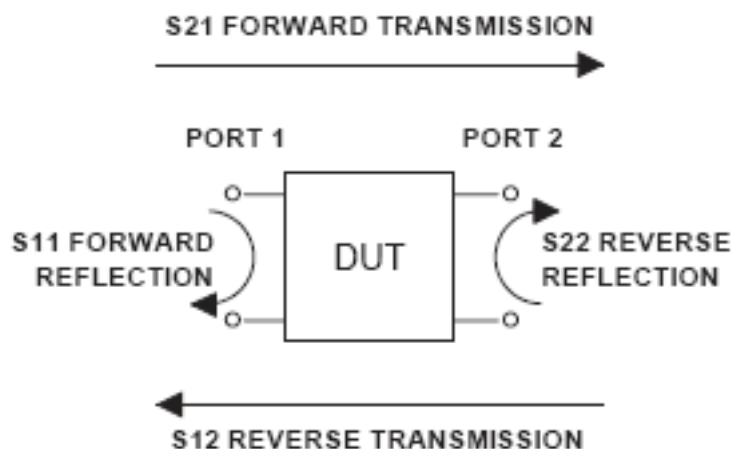 S21 FORWARD TRANSMISSION
PORT 1
PORT 2
S11 FORWARD
REFLECTION
DUT
S22 REVERSE
REFLECTION
S12 REVERSE TRANSMISSION